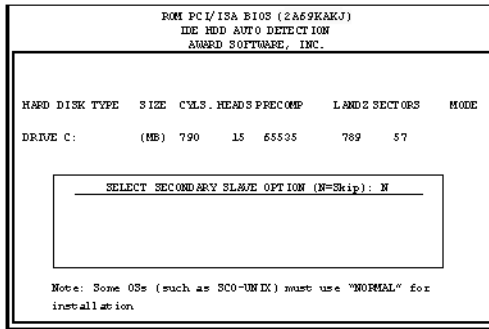 ROM PCI/ISA BIOS (2A69KAKJ)
IDE HDD AUTO DETECTION
AWARD SOFTWARE, INC.
HARD DISK TYPE SIZE CYLS. HEADS PRECOMP LANDZ SECTORS MODE
DRIVE C: (MB) 790 15 65535 789 57
SELECT SECONDARY SLAVE OPTION (N=Skip): N
Note: Some OSs (such as SCO-UNIX) must use "NORMAL" for
installation